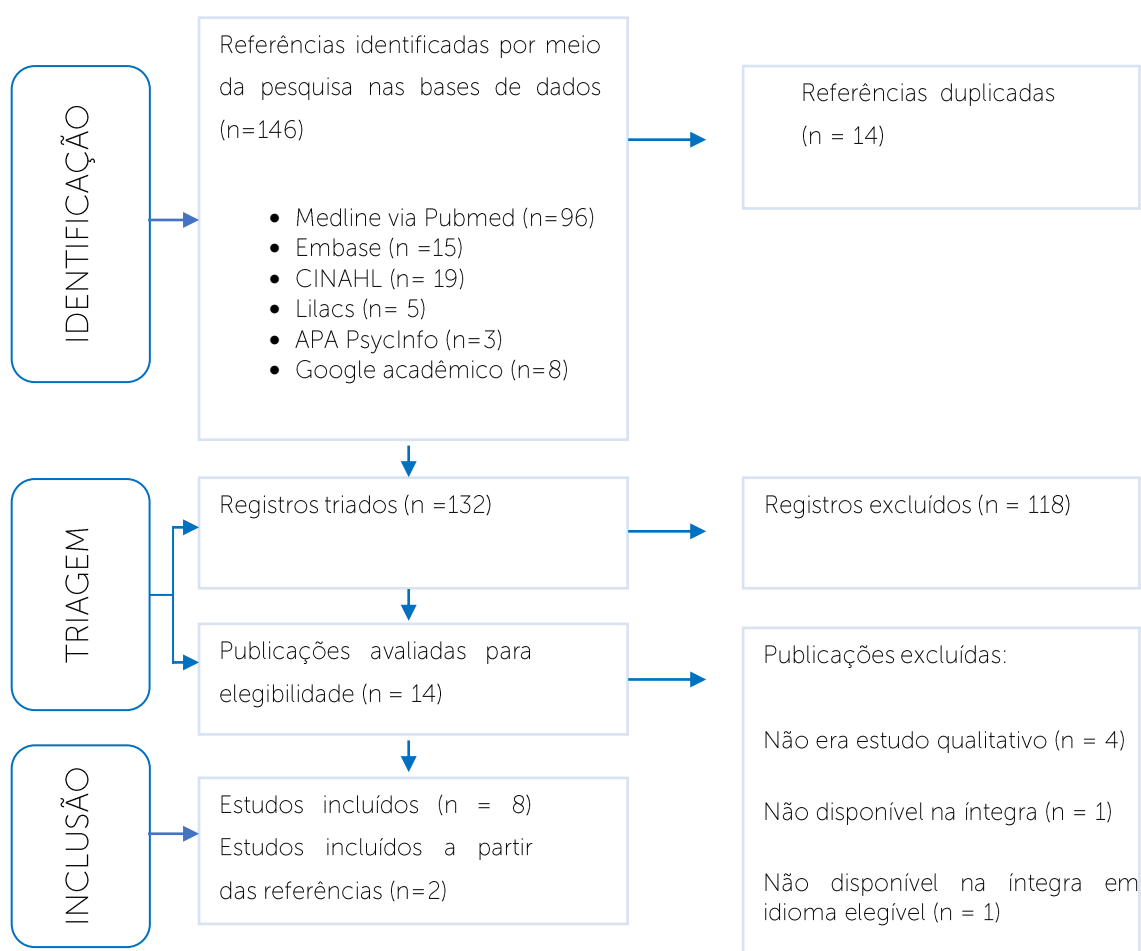 IDENTIFICAÇÃO
Referências identificadas por meio
da pesquisa nas bases de dados
(n=146)
• Medline via Pubmed (n=96)
• Embase (n =15)
• CINAHL (n= 19)
• Lilacs (n= 5)
• APA PsycInfo (n=3)
• Google acadêmico (n=8)
Referências duplicadas
(n = 14)
TRIAGEM
Registros triados (n =132)
Registros excluídos (n = 118)
Publicações avaliadas para
elegibilidade (n = 14)
Publicações excluídas:
Não era estudo qualitativo (n = 4)
Não disponível na íntegra (n = 1)
Não disponível na íntegra em
idioma elegível (n = 1)
INCLUSÃO
Estudos incluídos (n = 8)
Estudos incluídos a partir
das referências (n=2)